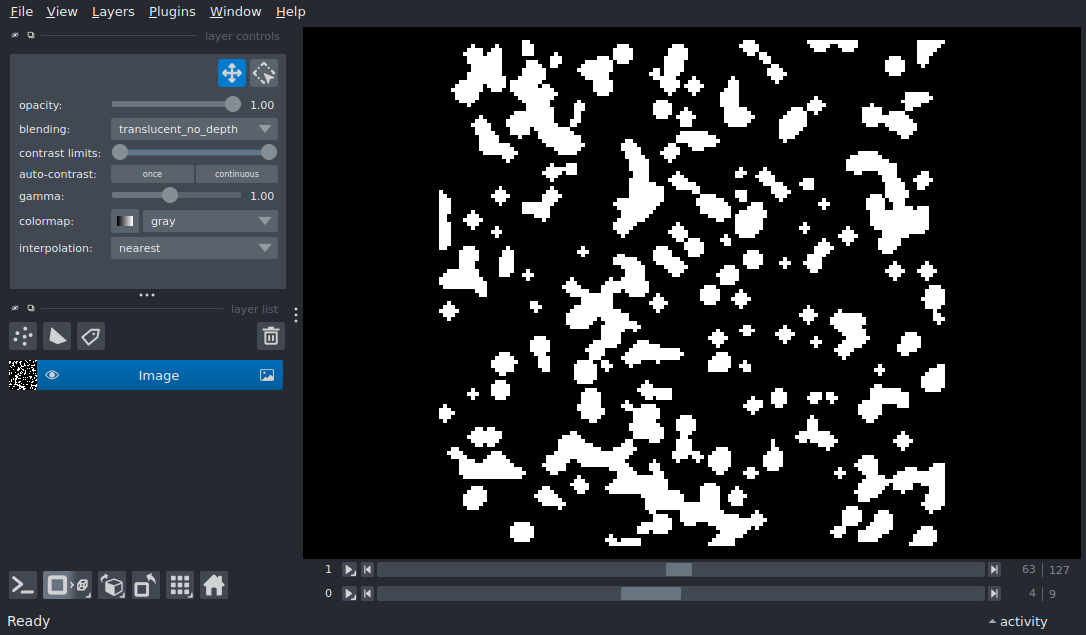 File View Layers Plugins Window Help
layer controls
opacity: 1.00
blending: translucent_no_depth
contrast limits:
auto-contrast: once continuous
gamma: 1.00
colormap: gray
interpolation: nearest
layer list
Image
1 63 127
0 4 9
Ready activity